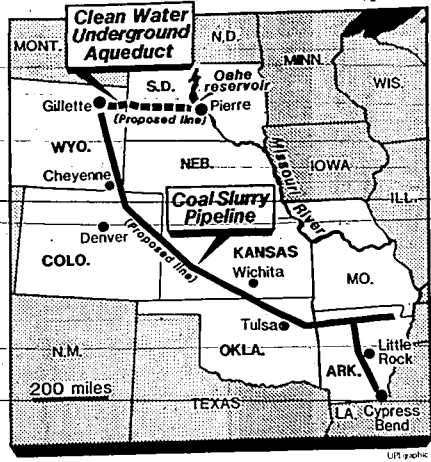 Clean Water
Underground
Aqueduct
MONT.
N.D.
MINN.
WIS.
S.D.
Oahe
reservoir
Gillette
Pierre
(Proposed line)
WYO.
NEB.
IOWA
Missouri River
ILL.
Cheyenne
Coal-Slurry
Pipeline
Denver
(Proposed line)
COLO.
KANSAS
Wichita
MO.
Tulsa
OKLA.
N.M.
Little
Rock
ARK.
200 miles
TEXAS
LA.
Cypress
Bend
UPI graphic